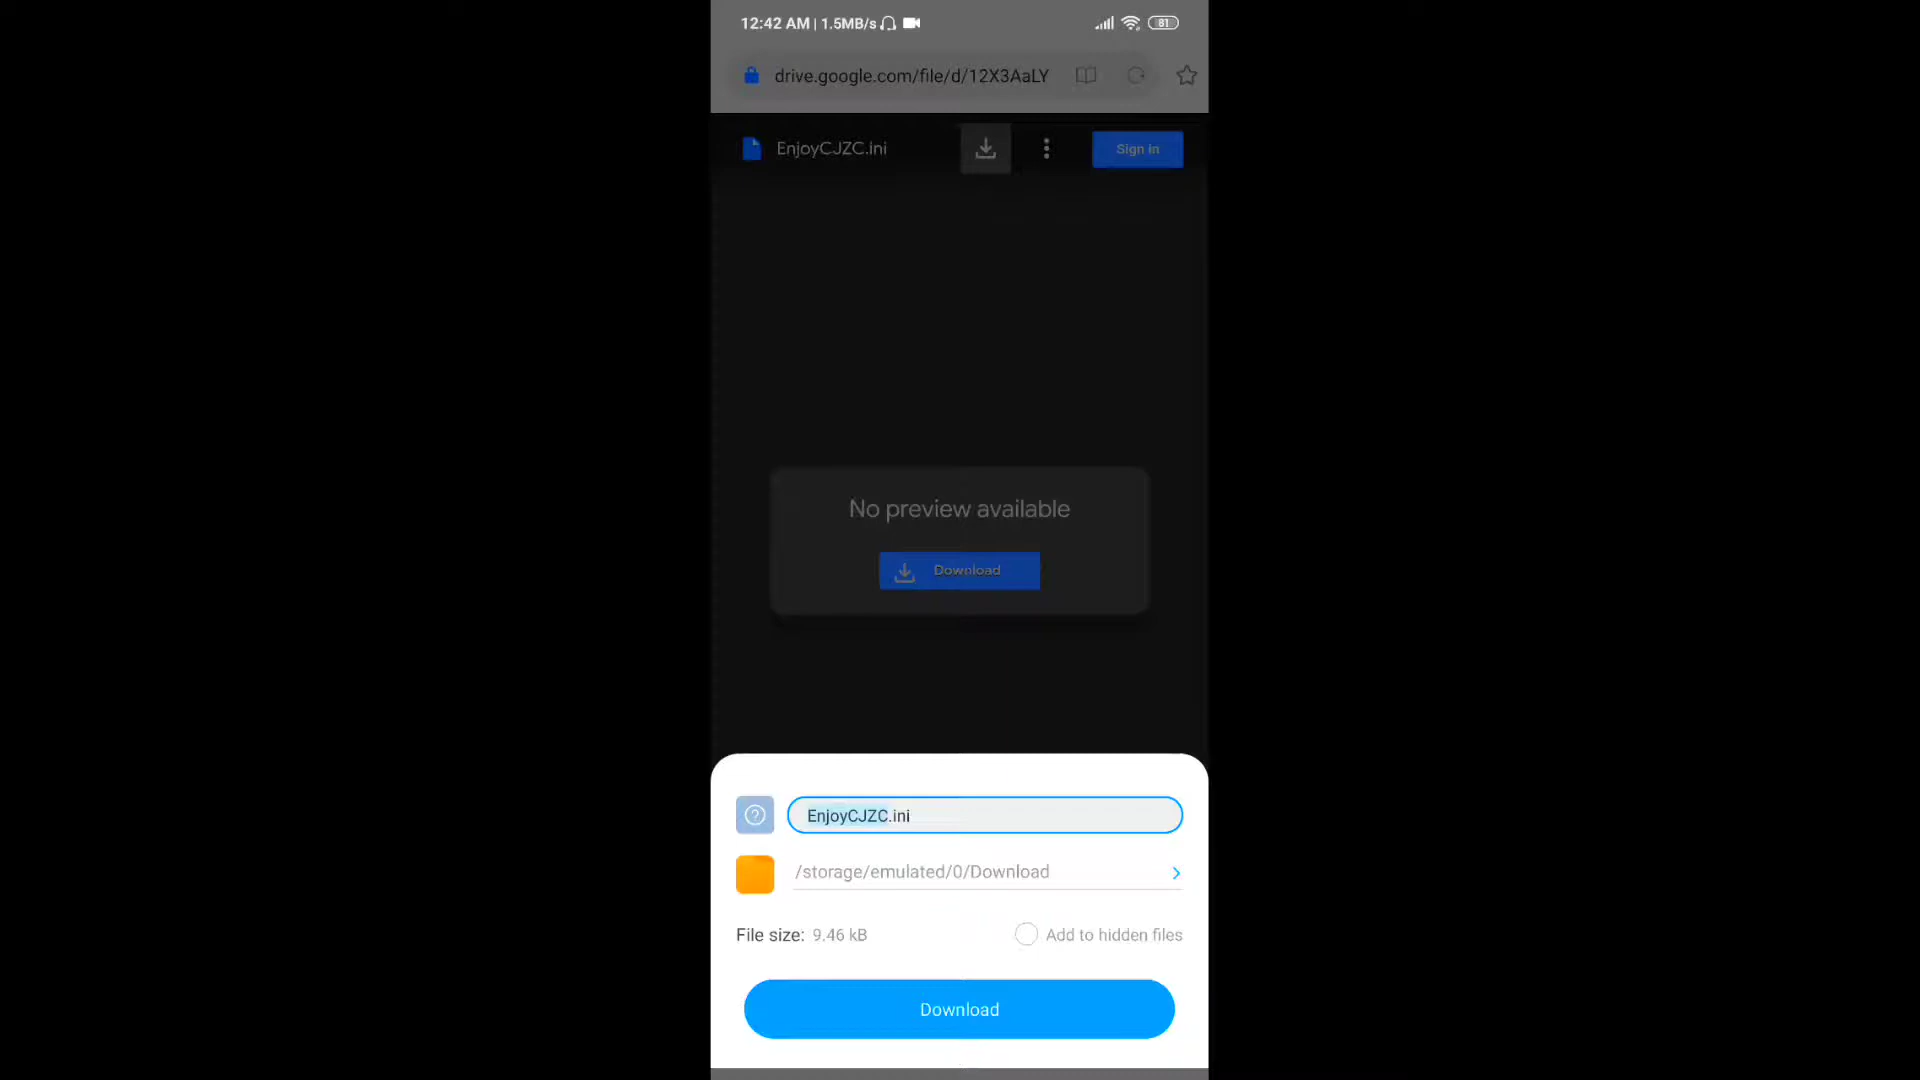 12:42 AM | 1.5MB/s
81
drive.google.com/file/d/12X3AaLY
EnjoyCJZC.ini
Sign in
No preview available
Download
EnjoyCJZC.ini
/storage/emulated/0/Download
File size: 9.46 kB
Add to hidden files
Download